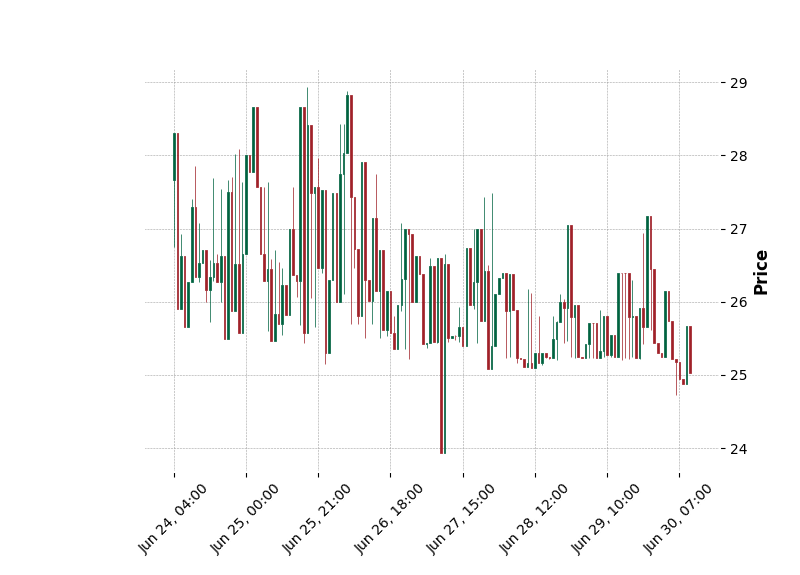 29
28
27
26
25
24
Price
Jun 24, 04:00
Jun 25, 00:00
Jun 25, 21:00
Jun 26, 18:00
Jun 27, 15:00
Jun 28, 12:00
Jun 29, 10:00
Jun 30, 07:00